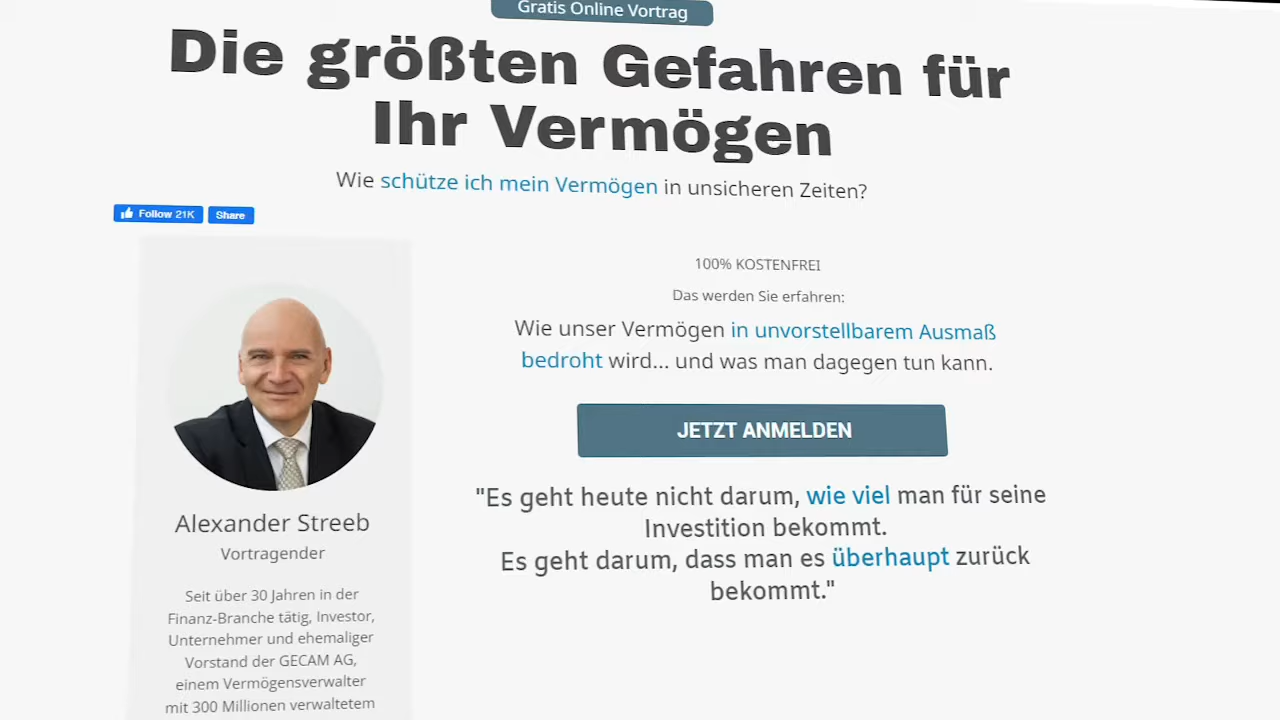 Gratis Online Vortrag
Die größten Gefahren für
Ihr Vermögen
Wie schütze ich mein Vermögen in unsicheren Zeiten?
Follow 21K
Share
Alexander Streeb
Vortragender
Seit über 30 Jahren in der
Finanz-Branche tätig, Investor,
Unternehmer und ehemaliger
Vorstand der GECAM AG,
einem Vermögensverwalter
mit 300 Millionen verwaltetem
100% KOSTENFREI
Das werden Sie erfahren:
Wie unser Vermögen in unvorstellbarem Ausmaß
bedroht wird... und was man dagegen tun kann.
JETZT ANMELDEN
"Es geht heute nicht darum, wie viel man für seine
Investition bekommt.
Es geht darum, dass man es überhaupt zurück
bekommt."